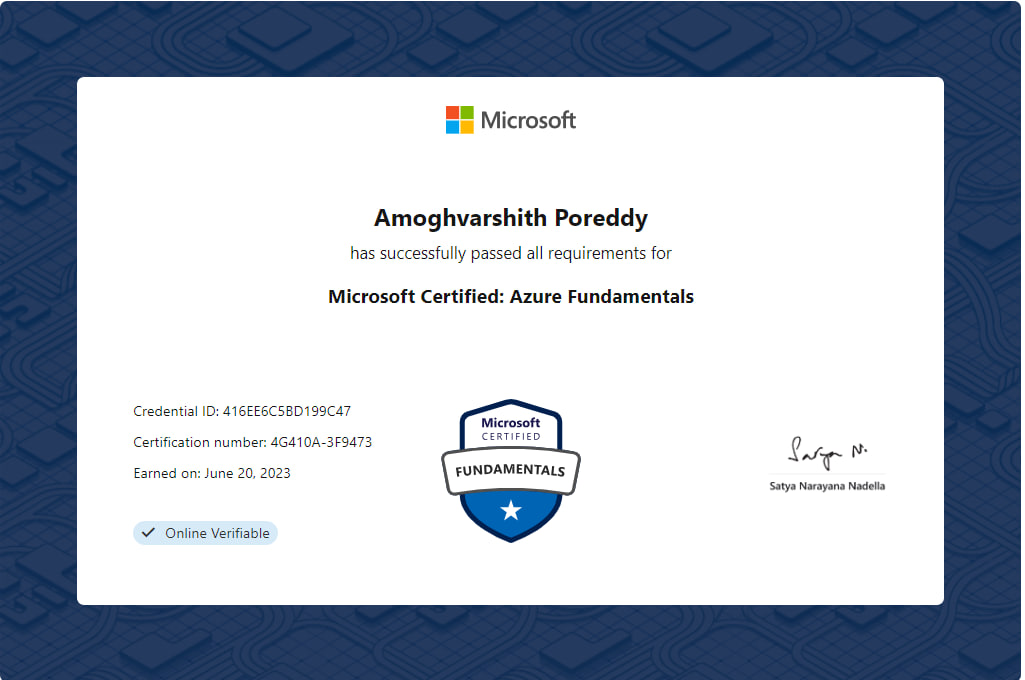 Microsoft
Amoghvarshith Poreddy
has successfully passed all requirements for
Microsoft Certified: Azure Fundamentals
Credential ID: 416EE6C5BD199C47
Certification number: 4G410A-3F9473
Earned on: June 20, 2023
Online Verifiable
Microsoft
CERTIFIED
FUNDAMENTALS
Satya N.
Satya Narayana Nadella